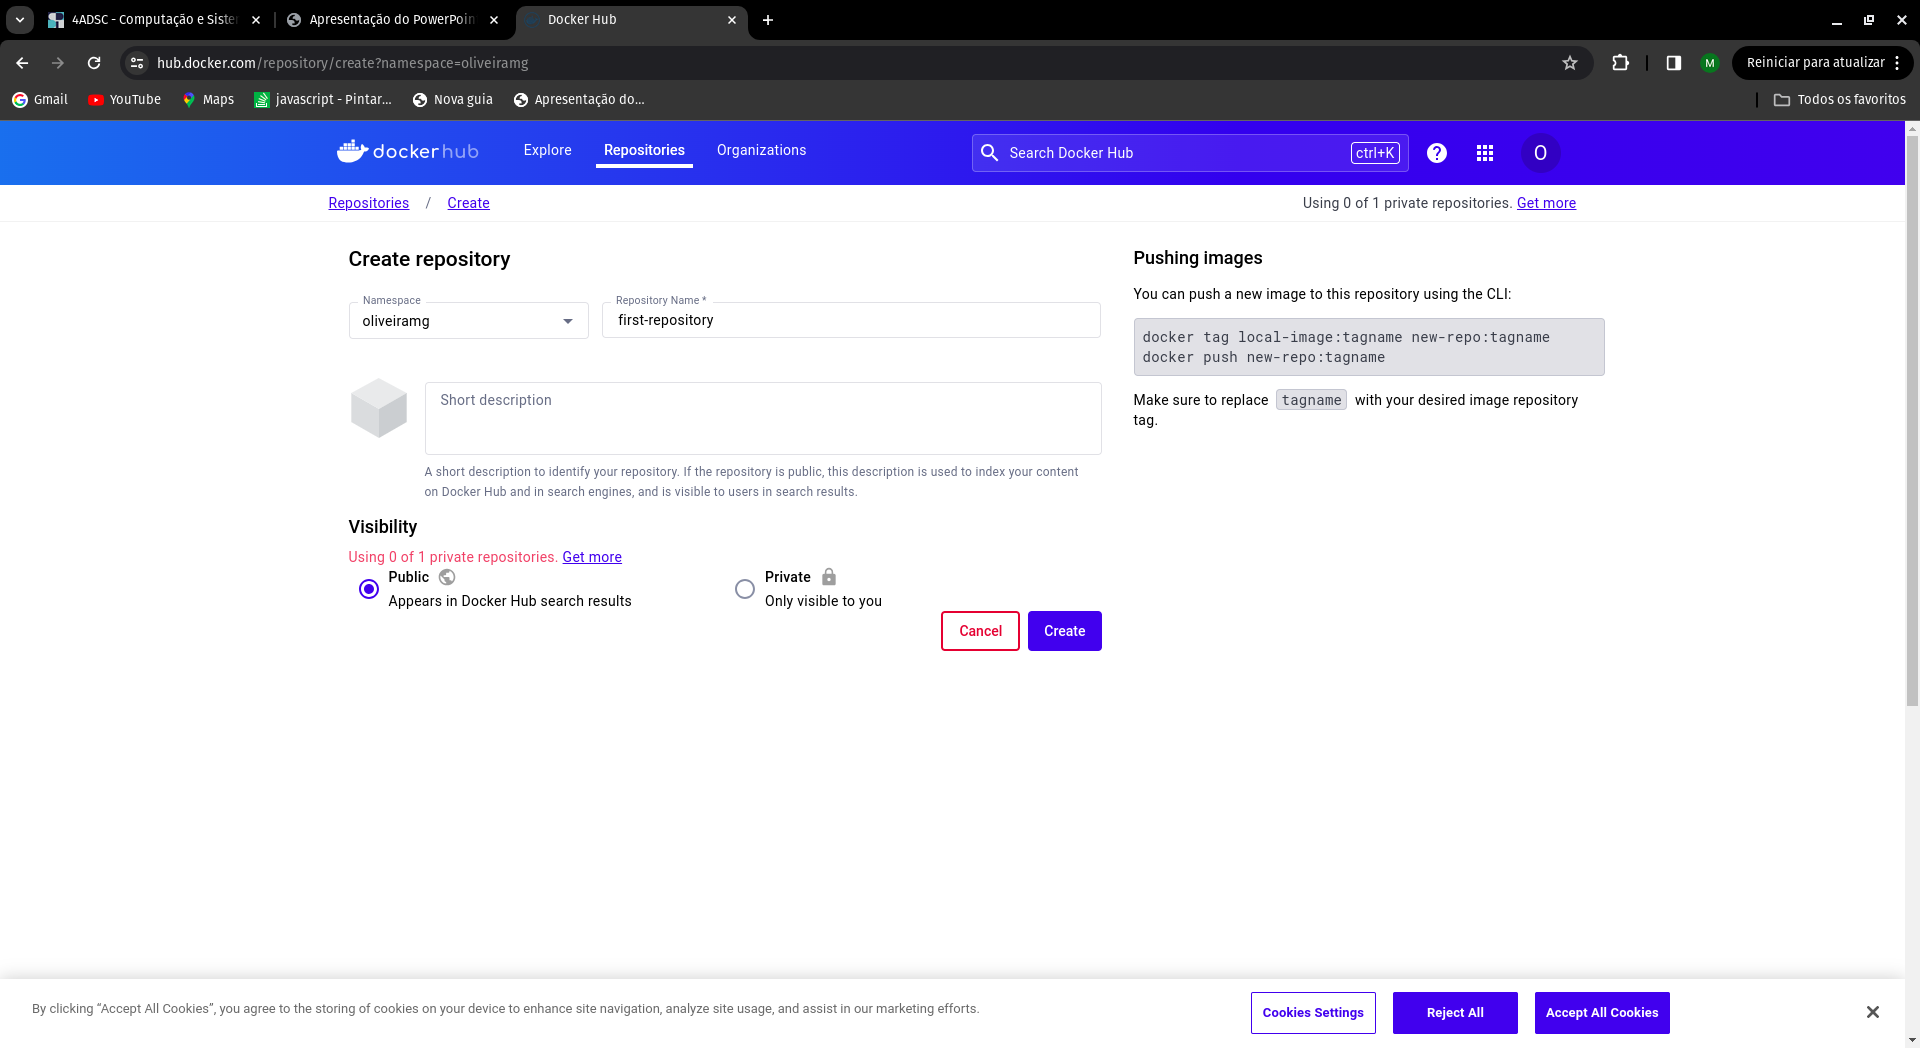 4ADSC - Computação e Siste
Apresentação do PowerPoin
Docker Hub
hub.docker.com/repository/create?namespace=oliveiramg
M
Reiniciar para atualizar
Gmail
YouTube
Maps
javascript - Pintar...
Nova guia
Apresentação do...
Todos os favoritos
dockerhub
Explore
Repositories
Organizations
Search Docker Hub
ctrl+K
O
Repositories / Create
Using 0 of 1 private repositories. Get more
Create repository
Namespace
oliveiramg
Repository Name *
first-repository
Short description
A short description to identify your repository. If the repository is public, this description is used to index your content
on Docker Hub and in search engines, and is visible to users in search results.
Visibility
Using 0 of 1 private repositories. Get more
Public
Appears in Docker Hub search results
Private
Only visible to you
Cancel
Create
Pushing images
You can push a new image to this repository using the CLI:
docker tag local-image:tagname new-repo:tagname
docker push new-repo:tagname
Make sure to replace tagname with your desired image repository
tag.
By clicking “Accept All Cookies”, you agree to the storing of cookies on your device to enhance site navigation, analyze site usage, and assist in our marketing efforts.
Cookies Settings
Reject All
Accept All Cookies